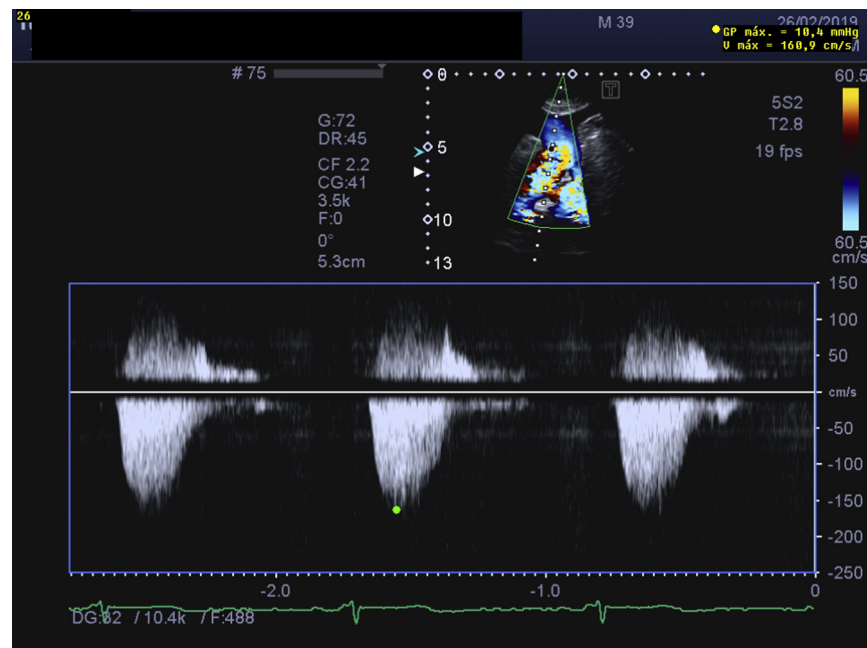 26
M 39
26/02/2019
GP máx. = 10,4 mmHg
V máx = 160,9 cm/s
# 75
0
5
10
13
G:72
DR:45
CF 2.2
CG:41
3.5k
F:0
0°
5.3cm
T
60.5
5S2
T2.8
19 fps
60.5
cm/s
150
100
50
cm/s
-50
-100
-150
-200
-250
-2.0
-1.0
0
DG:32 / 10.4k / F:488